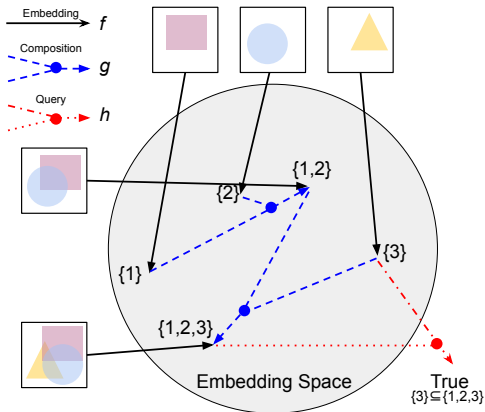 Embedding
f
Composition
g
Query
h
{1,2}
{2}
{1}
{3}
{1,2,3}
Embedding Space
True
{3}⊆{1,2,3}